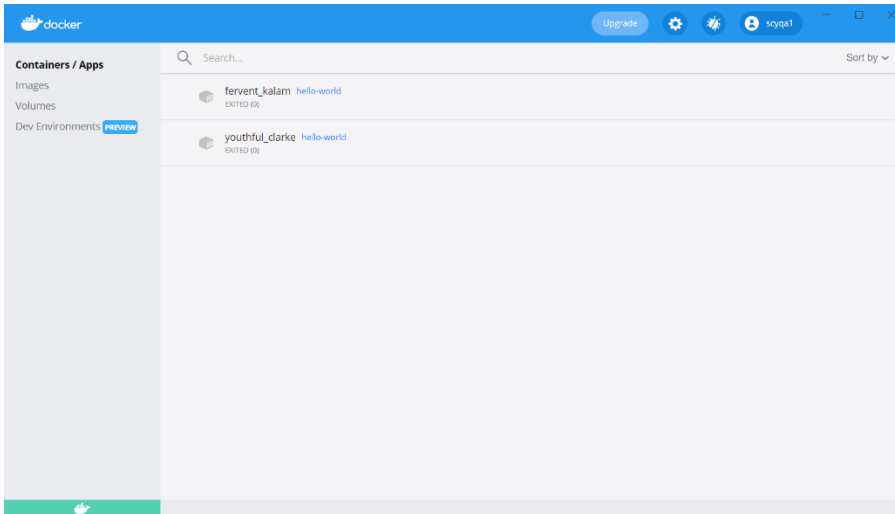 docker
Upgrade
scyqa1
Containers / Apps
Images
Volumes
Dev Environments PREVIEW
Search...
Sort by
fervent_kalam hello-world
EXITED (0)
youthful_clarke hello-world
EXITED (0)